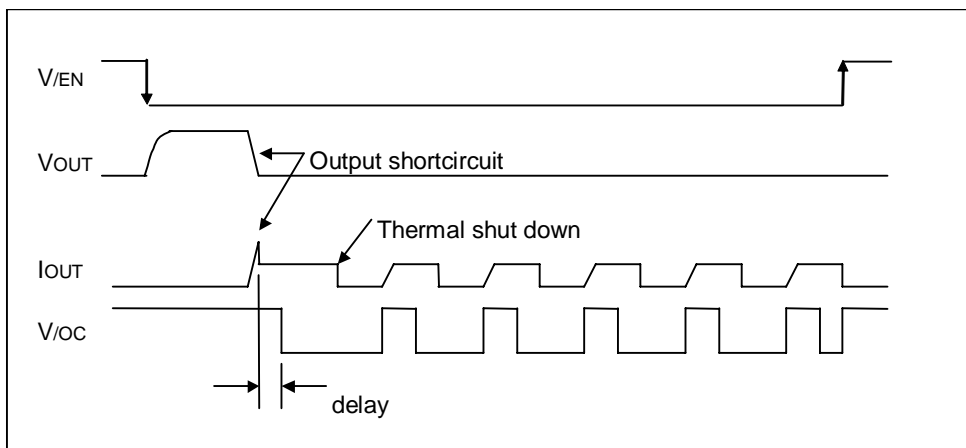 V/EN
VOUT
Output shortcircuit
Thermal shut down
IOUT
V/OC
delay